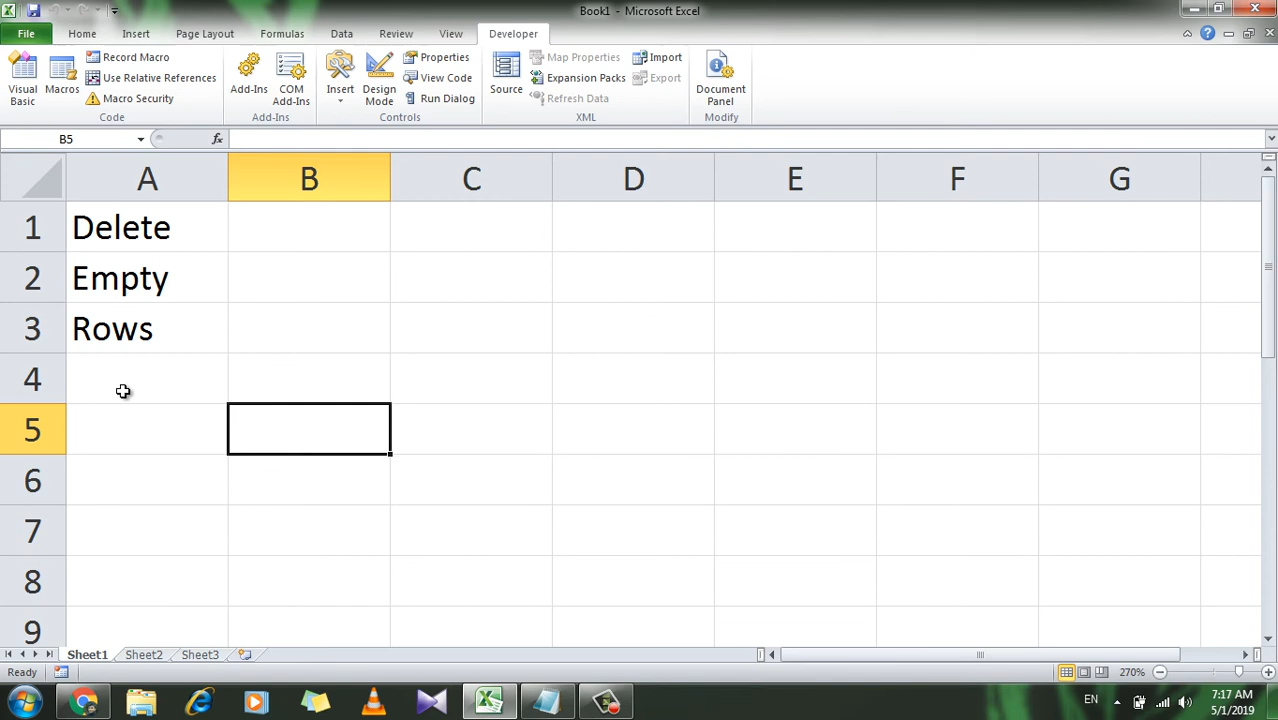 Book1 - Microsoft Excel
File Home Insert Page Layout Formulas Data Review View Developer
Visual Basic
Macros
Record Macro
Use Relative References
Macro Security
Code
Add-Ins
COM Add-Ins
Add-Ins
Insert
Design Mode
Properties
View Code
Run Dialog
Controls
Source
Map Properties
Expansion Packs
Refresh Data
Import
Export
XML
Document Panel
Modify
B5 fx
A B C D E F G
1 Delete
2 Empty
3 Rows
4
5
6
7
8
9
Sheet1 Sheet2 Sheet3
Ready 270%
EN 7:17 AM
5/1/2019